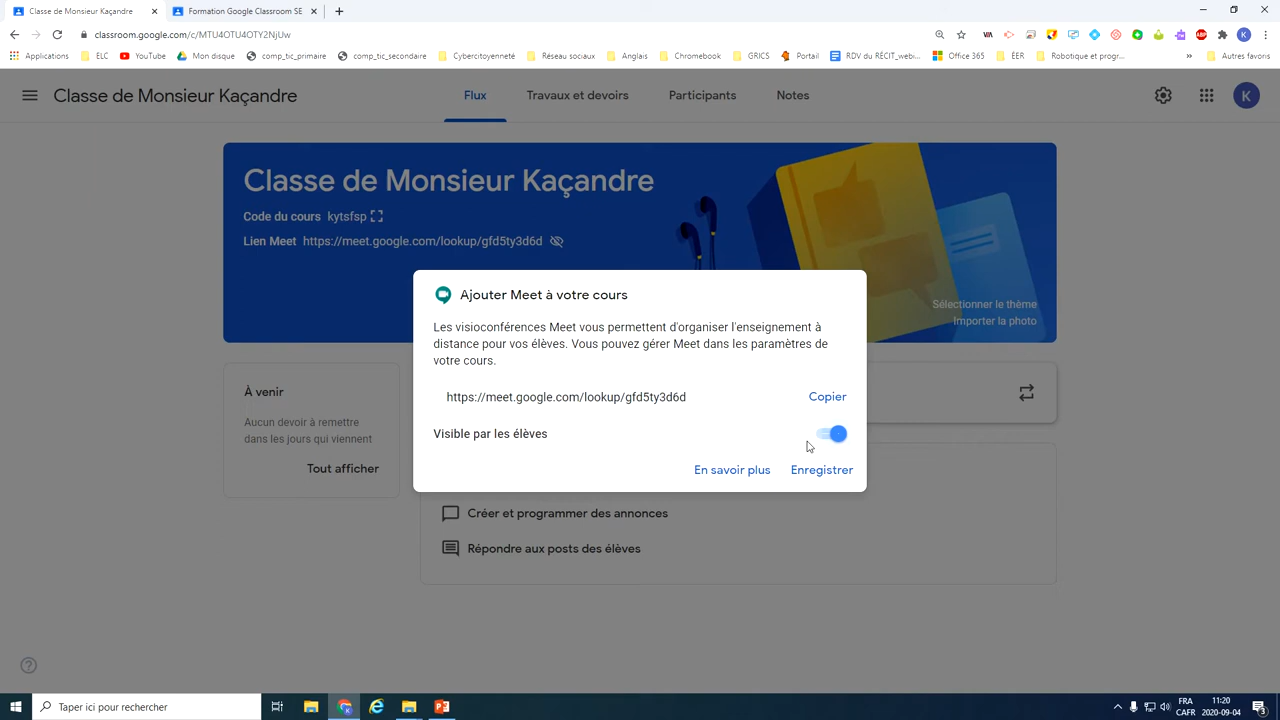 Classe de Monsieur Kaçandre
Formation Google Classroom SE
classroom.google.com/c/MTU4OTU4OTY2NjUw
Applications ELC YouTube Mon disque comp_tic_primaire comp_tic_secondaire Cybercitoyenneté Réseau sociaux Anglais Chromebook GRICS Portail RDV du RÉCIT_web... Office 365 ÉER Robotique et progr... » Autres favoris
Classe de Monsieur Kaçandre
Flux Travaux et devoirs Participants Notes
K
Classe de Monsieur Kaçandre
Code du cours kytsfsp
Lien Meet https://meet.google.com/lookup/gfd5ty3d6d
Sélectionner le thème
Importer la photo
Ajouter Meet à votre cours
Les visioconférences Meet vous permettent d'organiser l'enseignement à
distance pour vos élèves. Vous pouvez gérer Meet dans les paramètres de
votre cours.
https://meet.google.com/lookup/gfd5ty3d6d Copier
Visible par les élèves
En savoir plus Enregistrer
À venir
Aucun devoir à remettre
dans les jours qui viennent
Tout afficher
Créer et programmer des annonces
Répondre aux posts des élèves
Taper ici pour rechercher
FRA
CAFR
11:20
2020-09-04